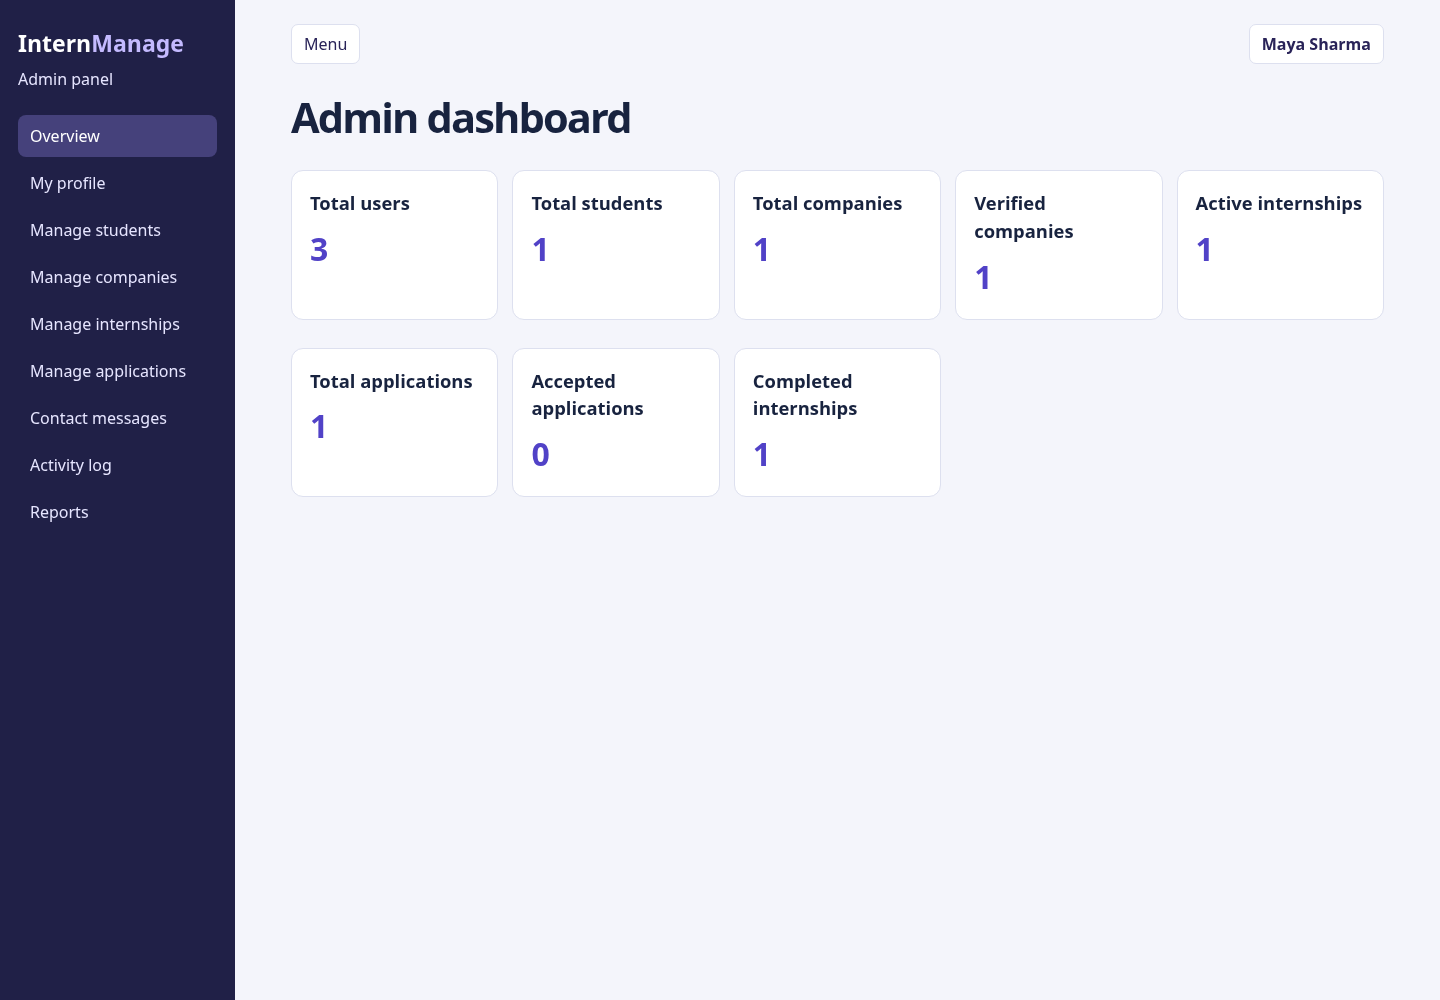 InternManage
Admin panel
Overview
My profile
Manage students
Manage companies
Manage internships
Manage applications
Contact messages
Activity log
Reports
Menu
Maya Sharma
Admin dashboard
Total users
3
Total students
1
Total companies
1
Verified
companies
1
Active internships
1
Total applications
1
Accepted
applications
0
Completed
internships
1